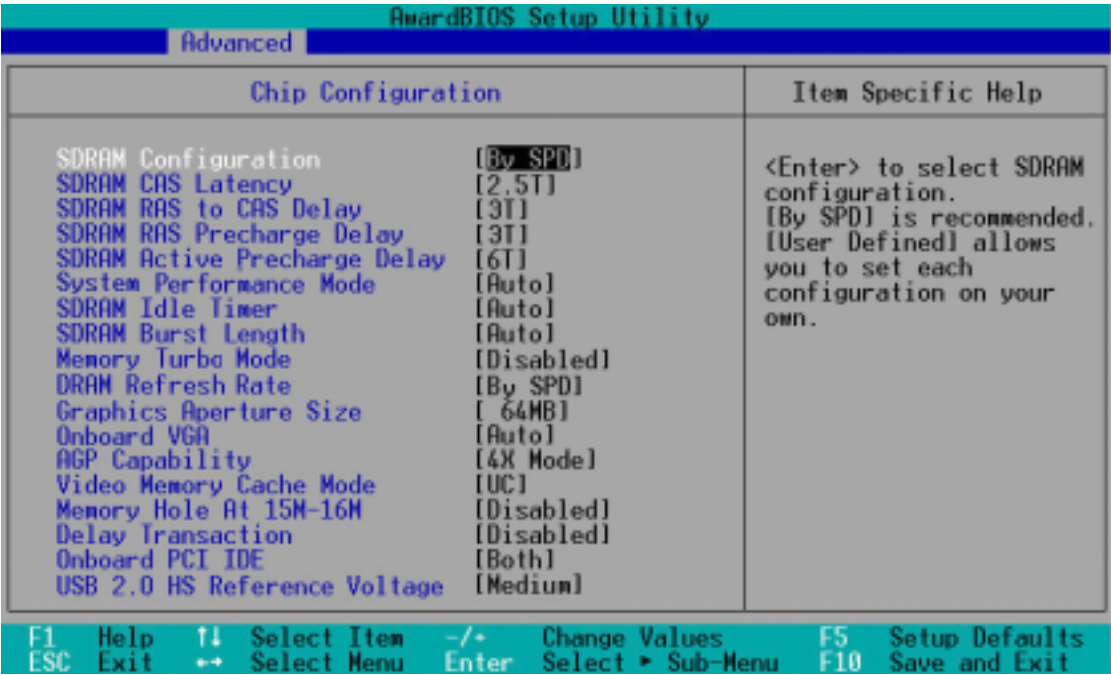 AwardBIOS Setup Utility
Advanced
Chip Configuration
Item Specific Help
SDRAM Configuration [By SPD]
SDRAM CAS Latency [2.5T]
SDRAM RAS to CAS Delay [3T]
SDRAM RAS Precharge Delay [3T]
SDRAM Active Precharge Delay [6T]
System Performance Mode [Auto]
SDRAM Idle Timer [Auto]
SDRAM Burst Length [Auto]
Memory Turbo Mode [Disabled]
DRAM Refresh Rate [By SPD]
Graphics Aperture Size [ 64MB]
Onboard VGA [Auto]
AGP Capability [4X Mode]
Video Memory Cache Mode [UC]
Memory Hole At 15M-16M [Disabled]
Delay Transaction [Disabled]
Onboard PCI IDE [Both]
USB 2.0 HS Reference Voltage [Medium]
<Enter> to select SDRAM
configuration.
[By SPD] is recommended.
[User Defined] allows
you to set each
configuration on your
own.
F1 Help ↑↓ Select Item -/+ Change Values F5 Setup Defaults
ESC Exit ←→ Select Menu Enter Select ► Sub-Menu F10 Save and Exit